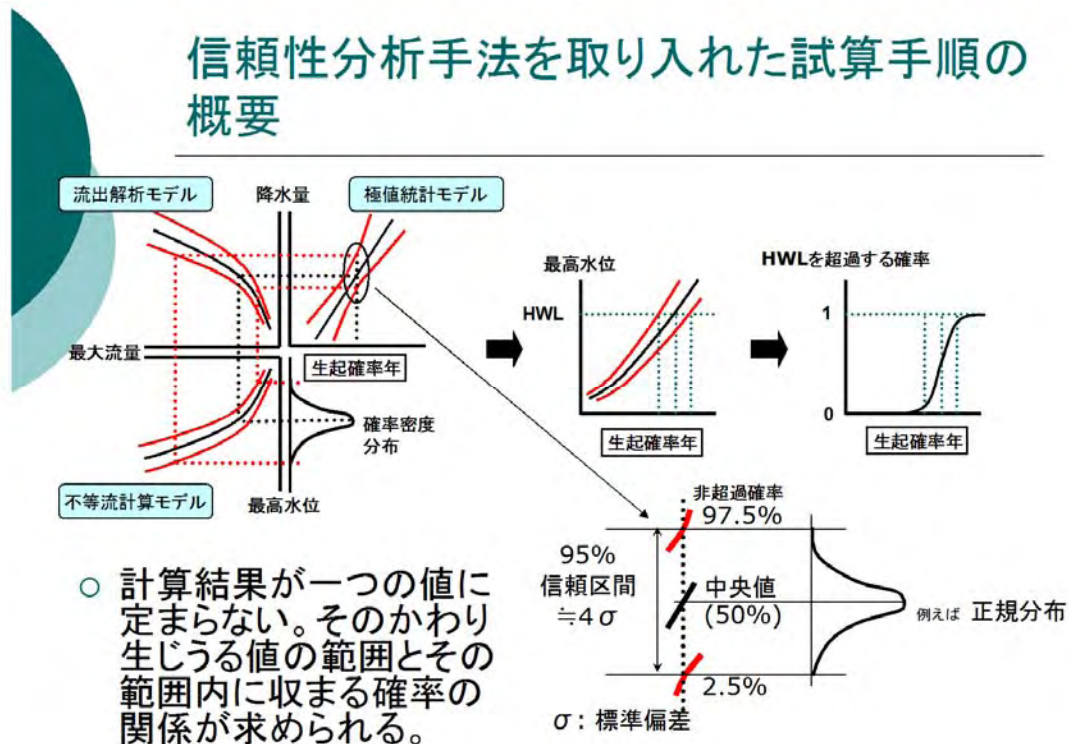 信頼性分析手法を取り入れた試算手順の
概要
流出解析モデル
降水量
極値統計モデル
最大流量
生起確率年
確率密度
分布
不等流計算モデル
最高水位
最高水位
HWL
生起確率年
HWLを超過する確率
1
0
生起確率年
計算結果が一つの値に
定まらない。そのかわり
生じうる値の範囲とその
範囲内に収まる確率の
関係が求められる。
非超過確率
97.5%
95%
信頼区間
≒4σ
中央値
(50%)
2.5%
σ:標準偏差
例えば 正規分布